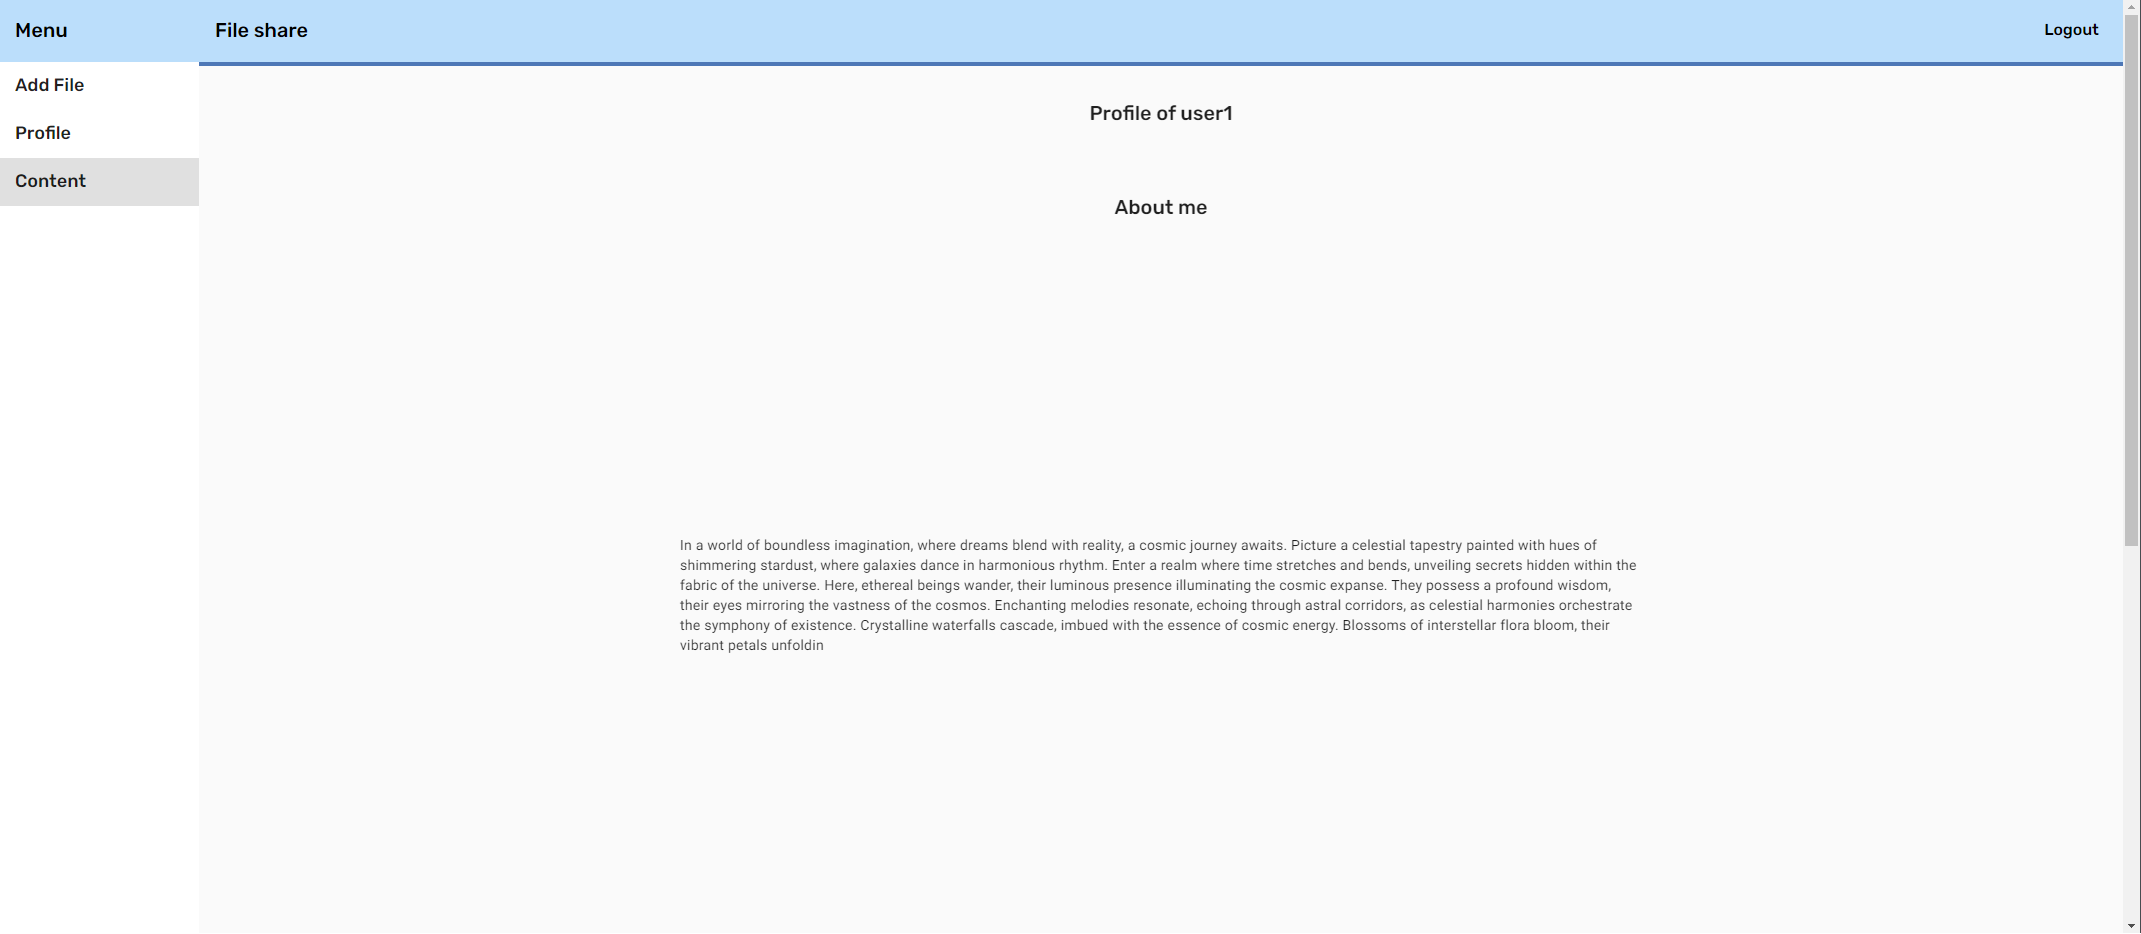 Menu
File share
Logout
Add File
Profile
Content
Profile of user1
About me
In a world of boundless imagination, where dreams blend with reality, a cosmic journey awaits. Picture a celestial tapestry painted with hues of
shimmering stardust, where galaxies dance in harmonious rhythm. Enter a realm where time stretches and bends, unveiling secrets hidden within the
fabric of the universe. Here, ethereal beings wander, their luminous presence illuminating the cosmic expanse. They possess a profound wisdom,
their eyes mirroring the vastness of the cosmos. Enchanting melodies resonate, echoing through astral corridors, as celestial harmonies orchestrate
the symphony of existence. Crystalline waterfalls cascade, imbued with the essence of cosmic energy. Blossoms of interstellar flora bloom, their
vibrant petals unfoldin